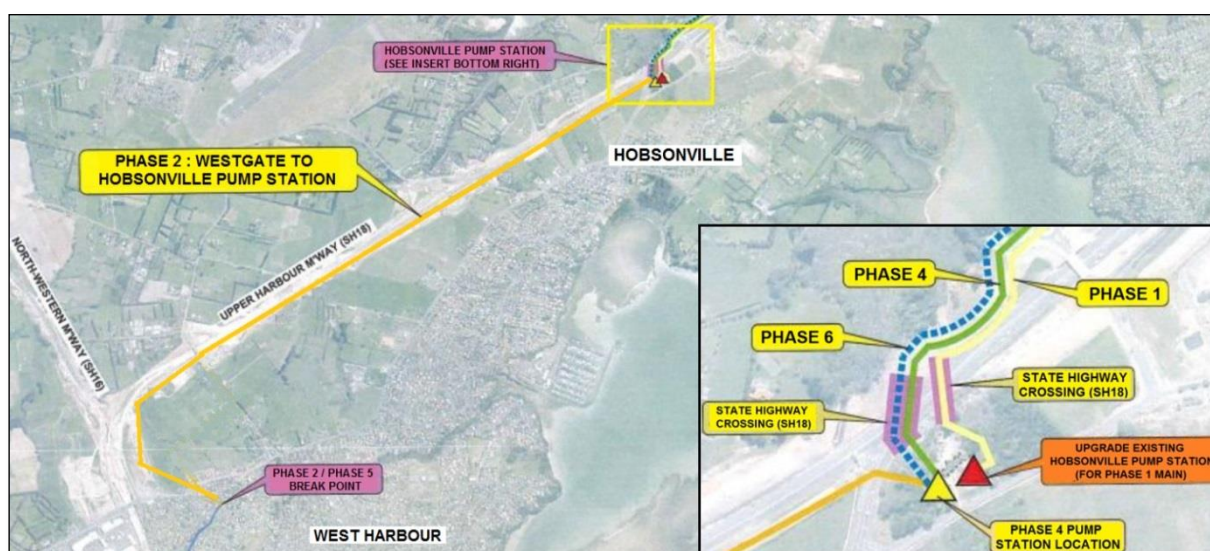 HOBSONVILLE PUMP STATION
(SEE INSERT BOTTOM RIGHT)
PHASE 2 : WESTGATE TO
HOBSONVILLE PUMP STATION
HOBSONVILLE
NORTH-WESTERN M'WAY (SH16)
UPPER HARBOUR M'WAY (SH18)
PHASE 2 / PHASE 5
BREAK POINT
WEST HARBOUR
PHASE 4
PHASE 1
PHASE 6
STATE HIGHWAY
CROSSING (SH18)
STATE HIGHWAY
CROSSING (SH18)
UPGRADE EXISTING
HOBSONVILLE PUMP STATION
(FOR PHASE 1 MAIN)
PHASE 4 PUMP
STATION LOCATION